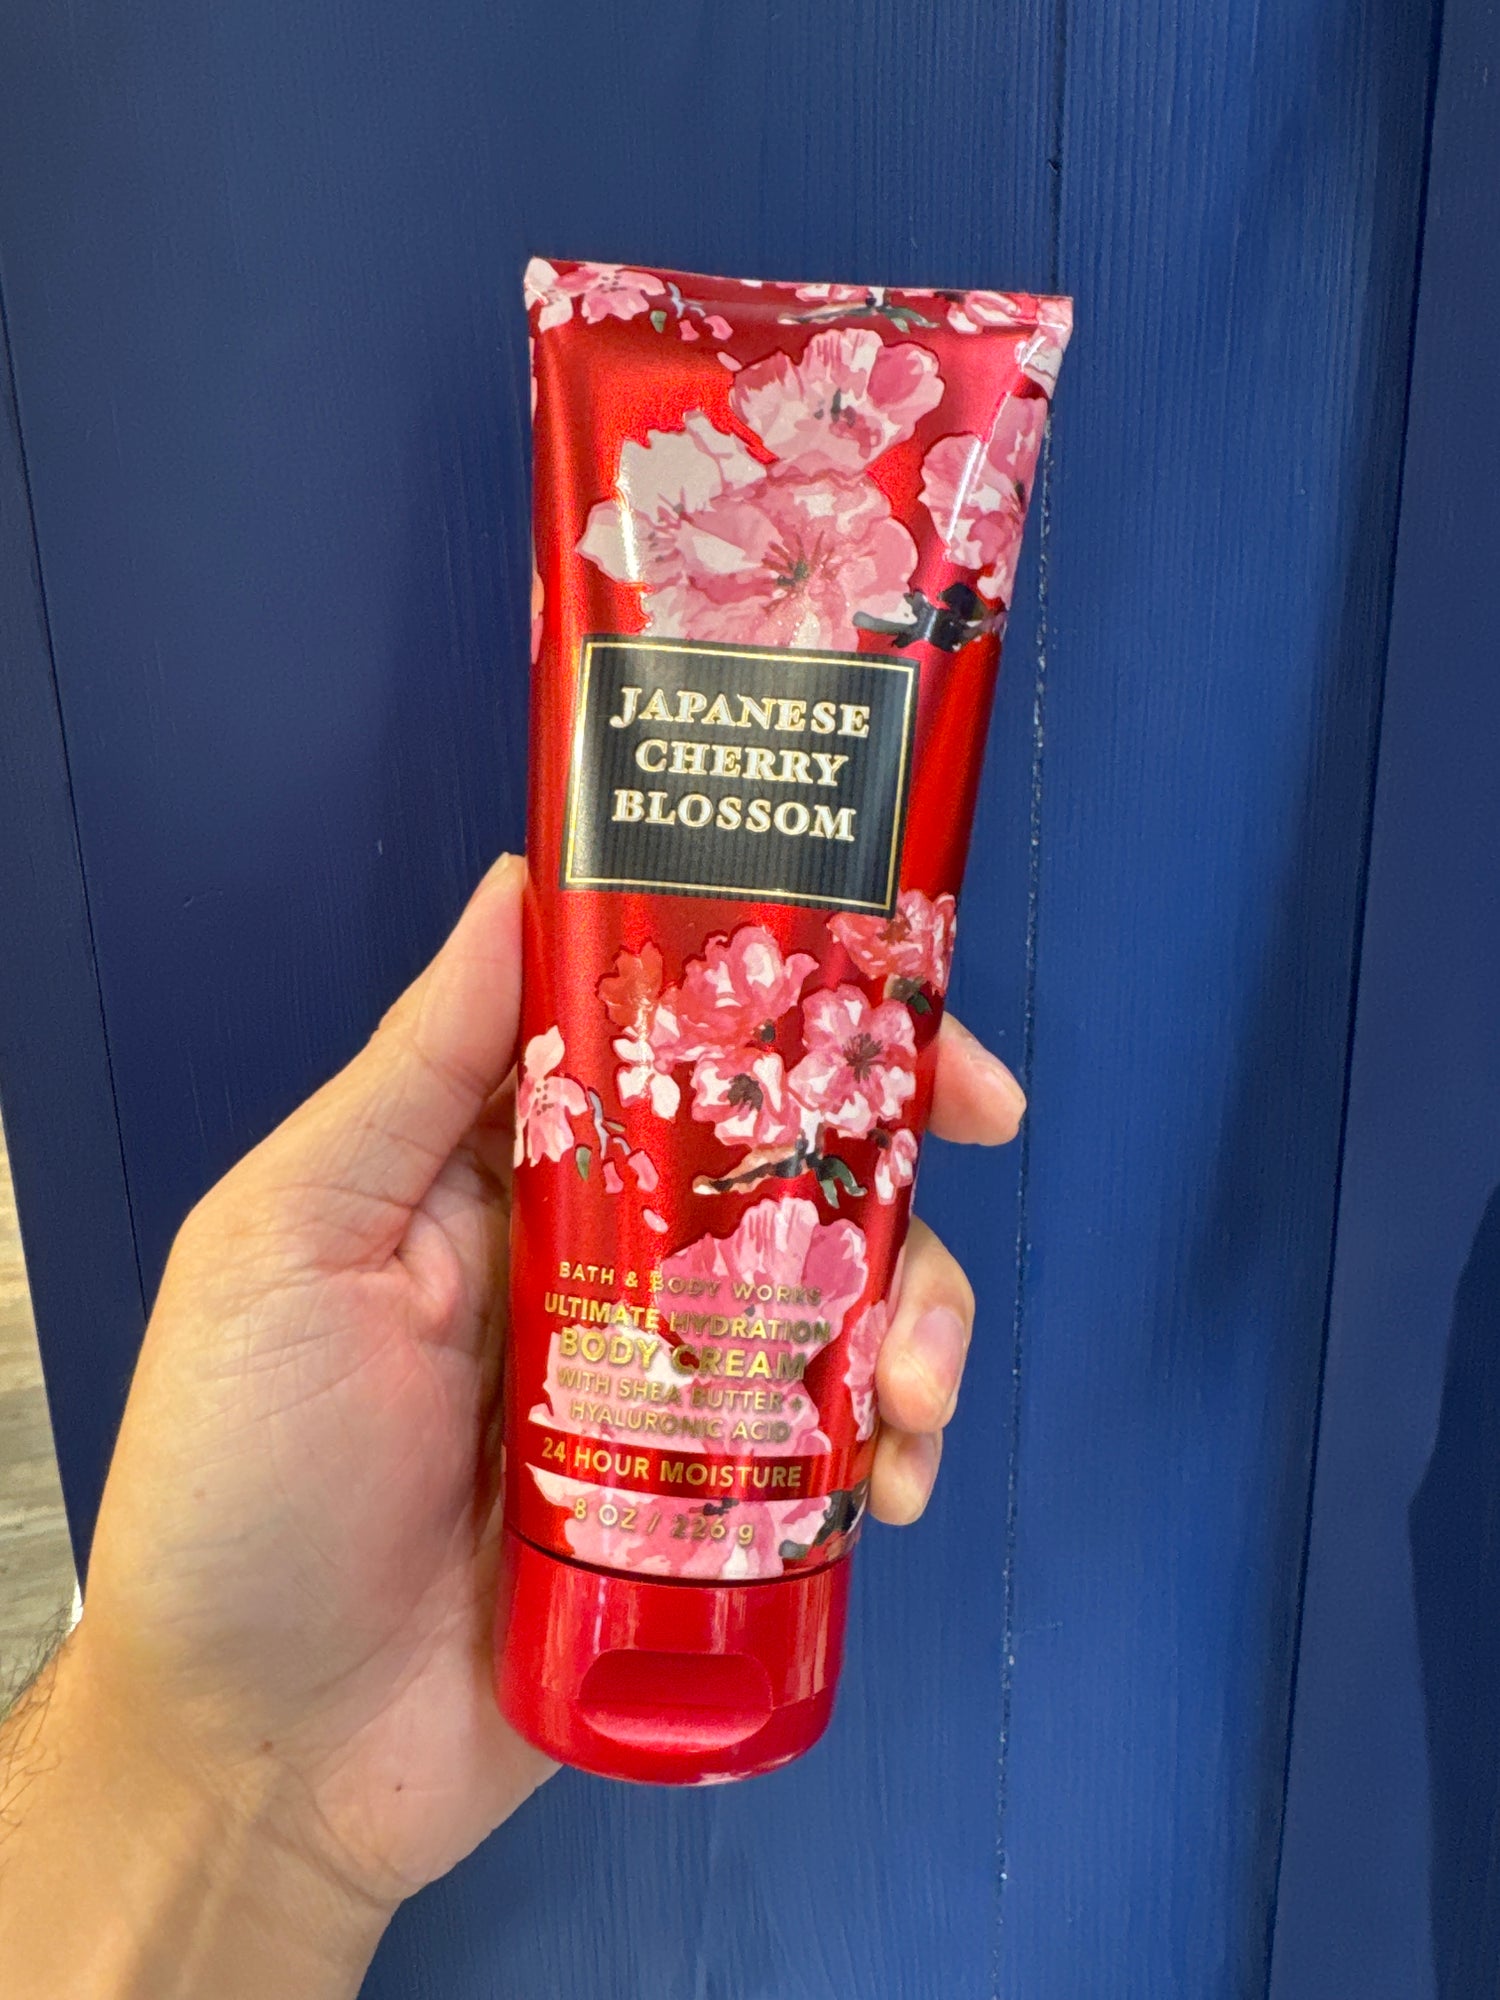 JAPANESE
CHERRY
BLOSSOM
BATH & BODY WORKS
ULTIMATE HYDRATION
BODY CREAM
WITH SHEA BUTTER +
HYALURONIC ACID
24 HOUR MOISTURE
8 OZ / 226 g